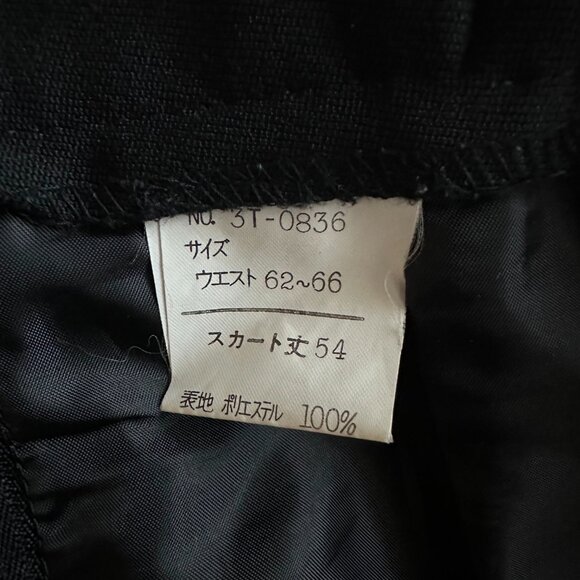 NO. 3T-0836
サイズ
ウエスト 62~66
スカート丈 54
表地 ポリエステル 100%